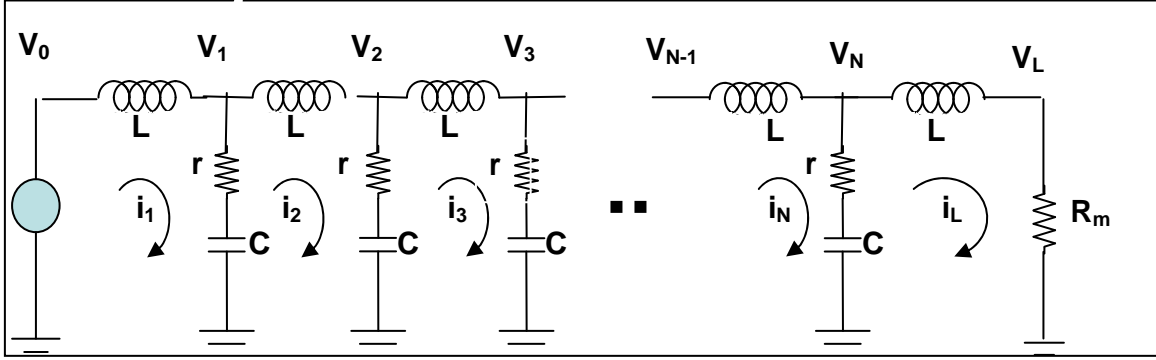 V₀ V₁ V₂ V₃ V_N-1 V_N V_L
L L L L L
r r r r
i₁ i₂ i₃ i_N i_L R_m
C C C C